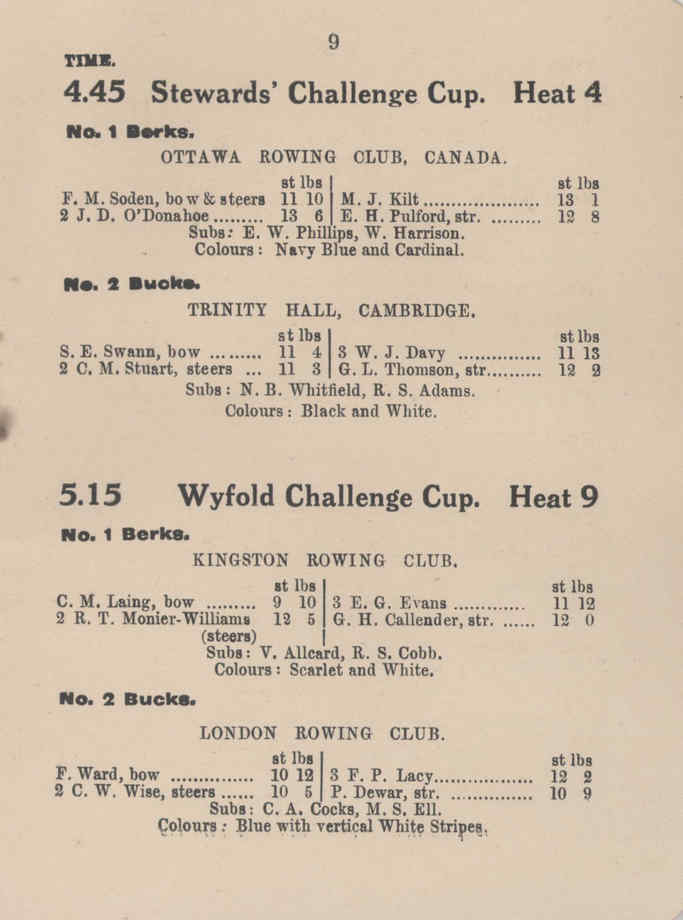 9
TIME.
4.45 Stewards' Challenge Cup. Heat 4
No. 1 Berks.
OTTAWA ROWING CLUB, CANADA.
st lbs | st lbs
F. M. Soden, bow & steers 11 10 | M. J. Kilt...................... 13 1
2 J. D. O'Donahoe ......... 13 6 | E. H. Pulford, str. ......... 12 8
Subs: E. W. Phillips, W. Harrison.
Colours : Navy Blue and Cardinal.
No. 2 Bucks.
TRINITY HALL, CAMBRIDGE.
st lbs | st lbs
S. E. Swann, bow ......... 11 4 | 3 W. J. Davy ............... 11 13
2 C. M. Stuart, steers ... 11 3 | G. L. Thomson, str.......... 12 2
Subs : N. B. Whitfield, R. S. Adams.
Colours : Black and White.
5.15 Wyfold Challenge Cup. Heat 9
No. 1 Berks.
KINGSTON ROWING CLUB.
st lbs | st lbs
C. M. Laing, bow ......... 9 10 | 3 E. G. Evans ............. 11 12
2 R. T. Monier-Williams 12 5 | G. H. Callender, str. ...... 12 0
(steers) |
Subs : V. Allcard, R. S. Cobb.
Colours : Scarlet and White.
No. 2 Bucks.
LONDON ROWING CLUB.
st lbs | st lbs
F. Ward, bow ............... 10 12 | 3 F. P. Lacy.................. 12 2
2 C. W. Wise, steers ...... 10 5 | P. Dewar, str. ............... 10 9
Subs : C. A. Cocks, M. S. Ell.
Colours : Blue with vertical White Stripes.